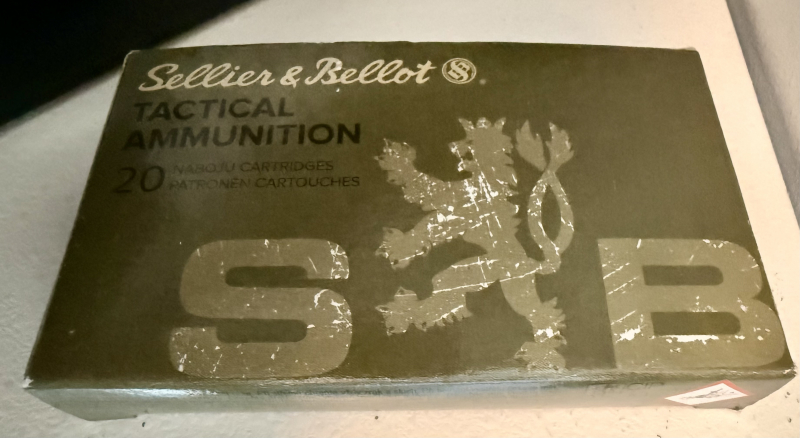 Sellier & Bellot
TACTICAL
AMMUNITION
20 NÁBOJŮ CARTRIDGES
PATRONEN CARTOUCHES
S B